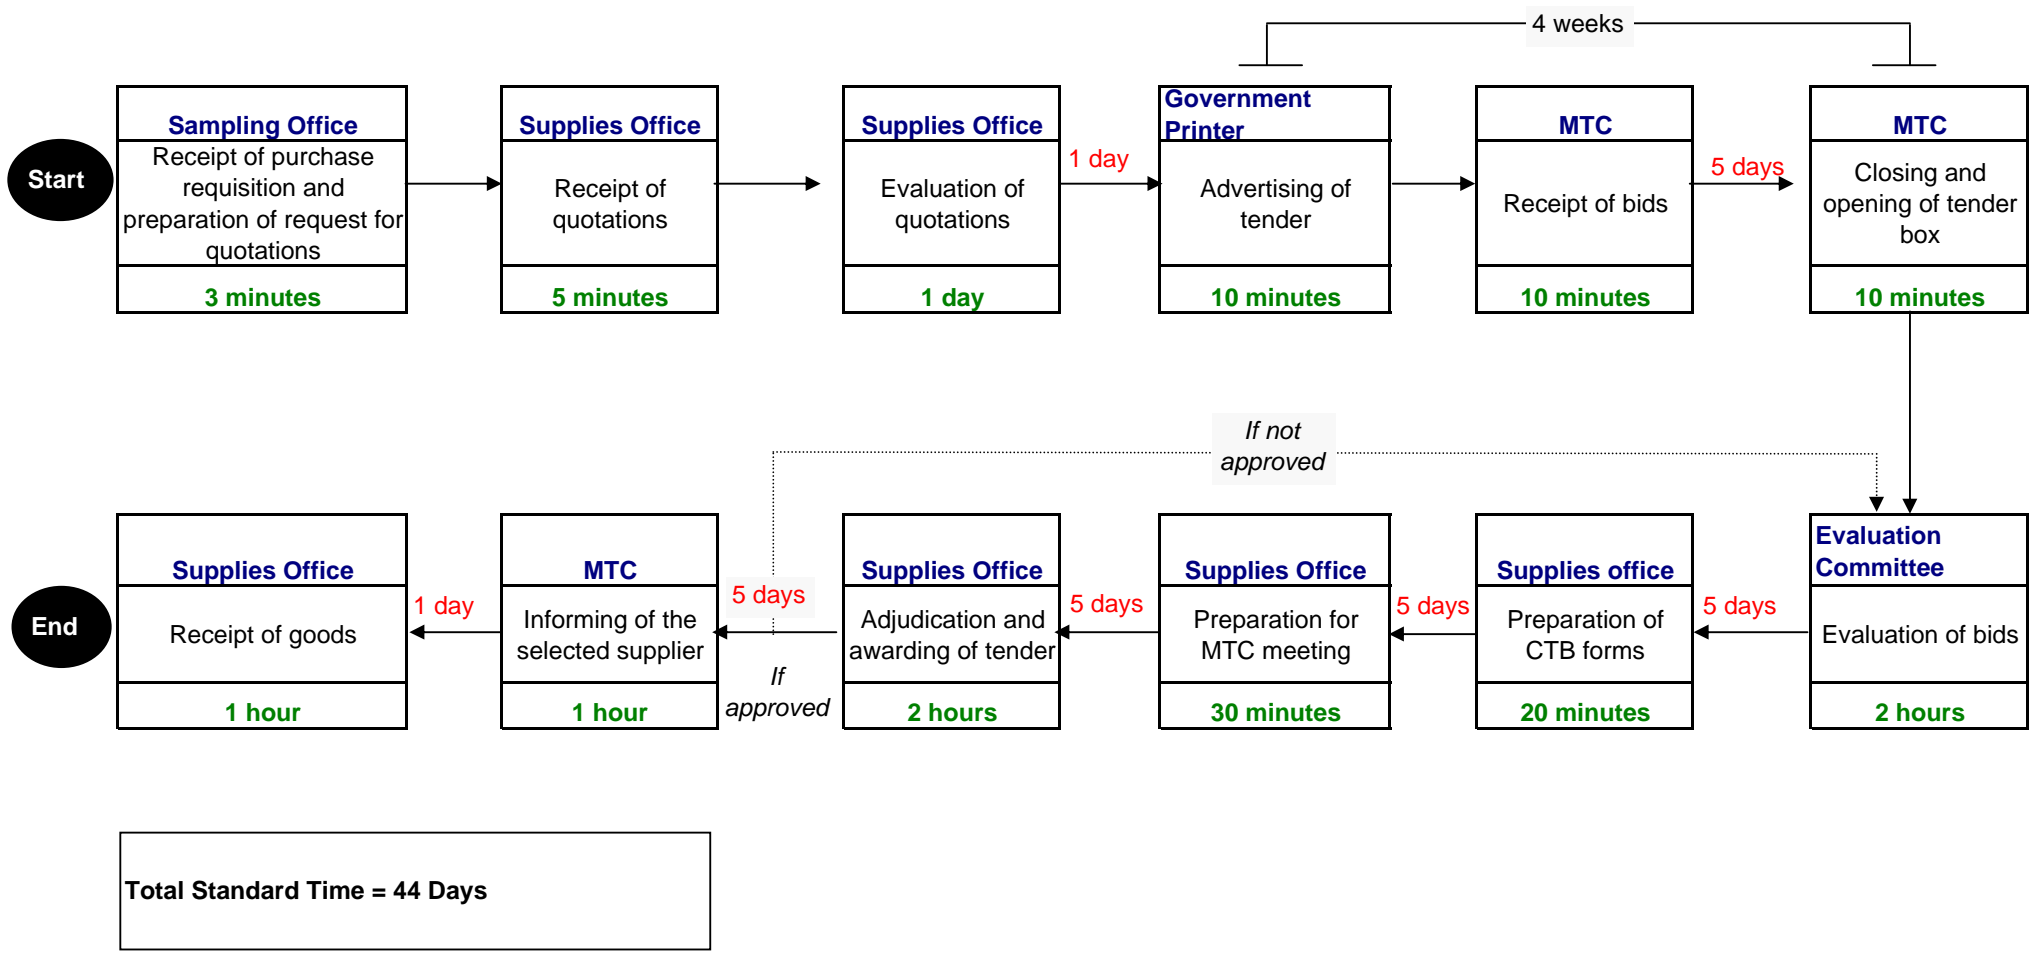 4 weeks
Start
Sampling Office
Receipt of purchase
requisition and
preparation of request for
quotations
3 minutes
Supplies Office
Receipt of
quotations
5 minutes
Supplies Office
Evaluation of
quotations
1 day
1 day
Government
Printer
Advertising of
tender
10 minutes
MTC
Receipt of bids
10 minutes
5 days
MTC
Closing and
opening of tender
box
10 minutes
If not
approved
Evaluation
Committee
Evaluation of bids
2 hours
5 days
Supplies office
Preparation of
CTB forms
20 minutes
5 days
Supplies Office
Preparation for
MTC meeting
30 minutes
5 days
Supplies Office
Adjudication and
awarding of tender
2 hours
5 days
If
approved
MTC
Informing of the
selected supplier
1 hour
1 day
Supplies Office
Receipt of goods
1 hour
End
Total Standard Time = 44 Days